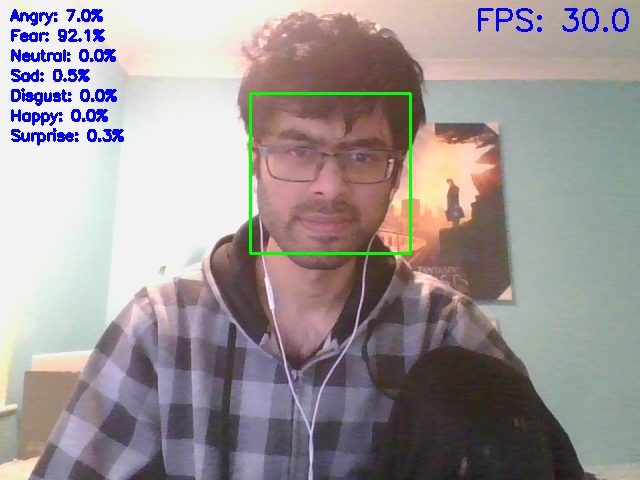 Angry: 7.0%
Fear: 92.1%
Neutral: 0.0%
Sad: 0.5%
Disgust: 0.0%
Happy: 0.0%
Surprise: 0.3%
FPS: 30.0
FANTASTIC